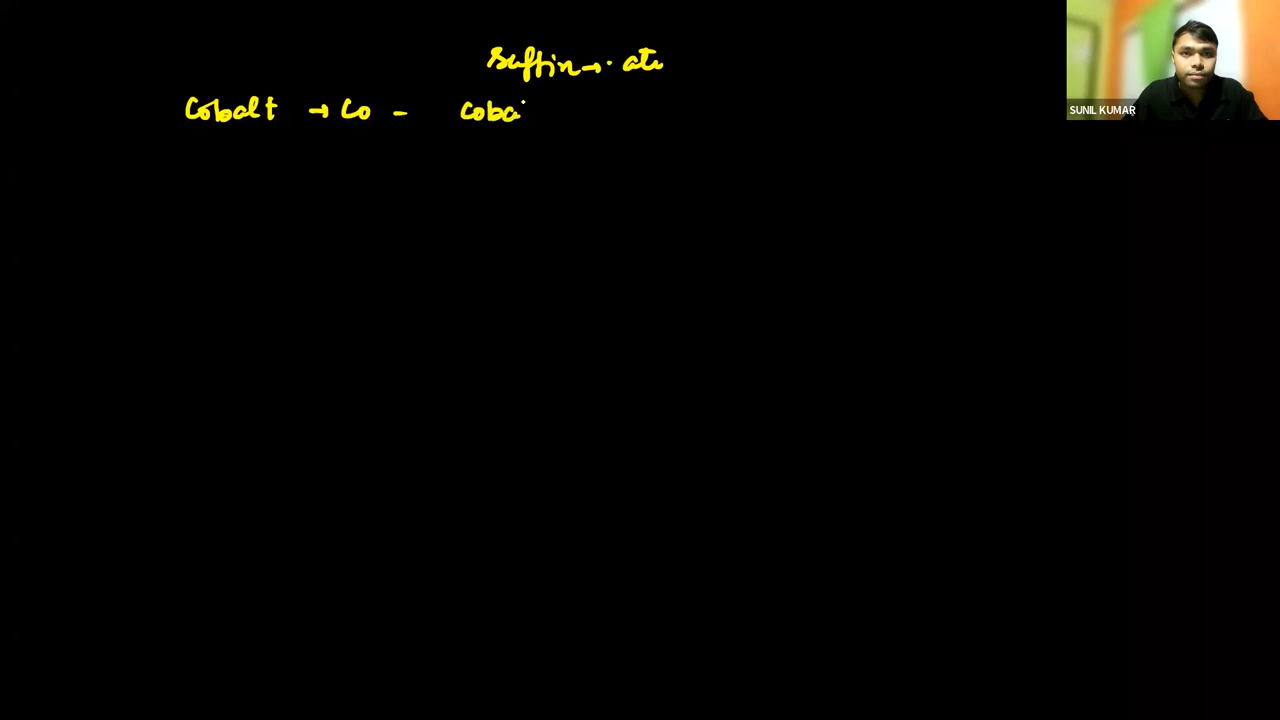 Suffix → ate
Cobalt → Co - coba
SUNIL KUMAR